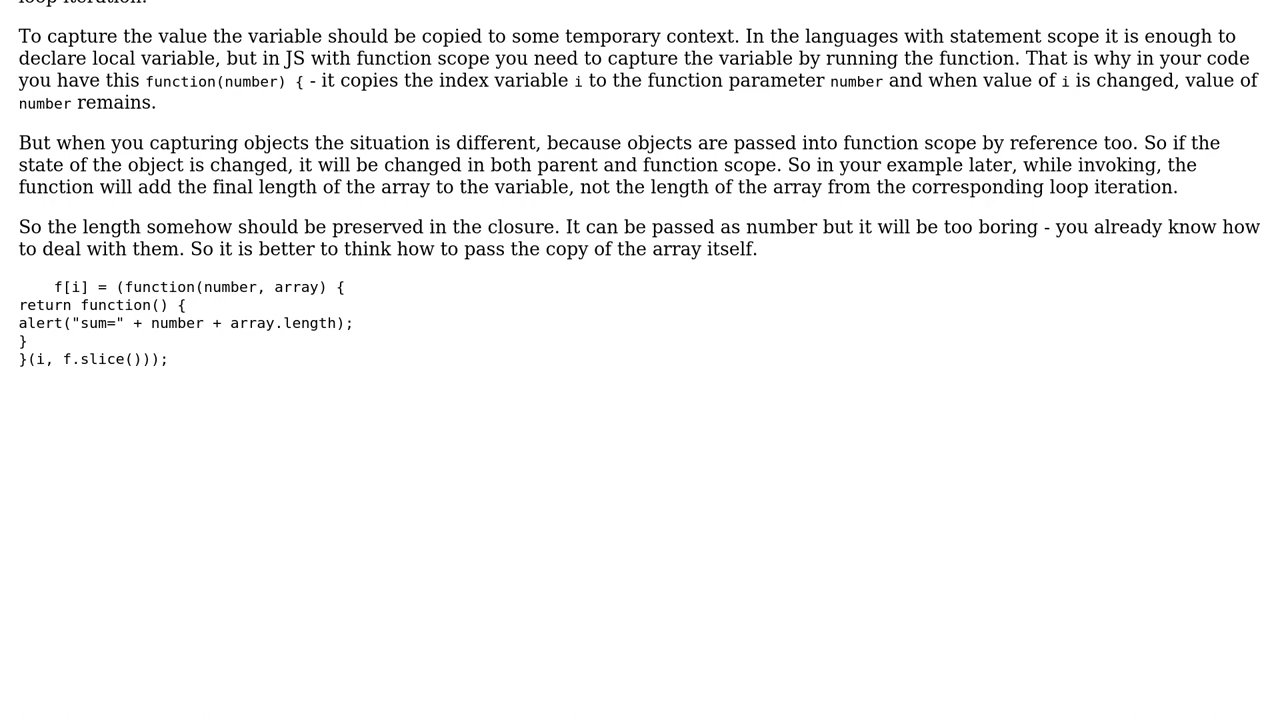 loop iteration.
To capture the value the variable should be copied to some temporary context. In the languages with statement scope it is enough to
declare local variable, but in JS with function scope you need to capture the variable by running the function. That is why in your code
you have this function(number) { - it copies the index variable i to the function parameter number and when value of i is changed, value of
number remains.
But when you capturing objects the situation is different, because objects are passed into function scope by reference too. So if the
state of the object is changed, it will be changed in both parent and function scope. So in your example later, while invoking, the
function will add the final length of the array to the variable, not the length of the array from the corresponding loop iteration.
So the length somehow should be preserved in the closure. It can be passed as number but it will be too boring - you already know how
to deal with them. So it is better to think how to pass the copy of the array itself.
    f[i] = (function(number, array) {
return function() {
alert("sum=" + number + array.length);
}
}(i, f.slice()));